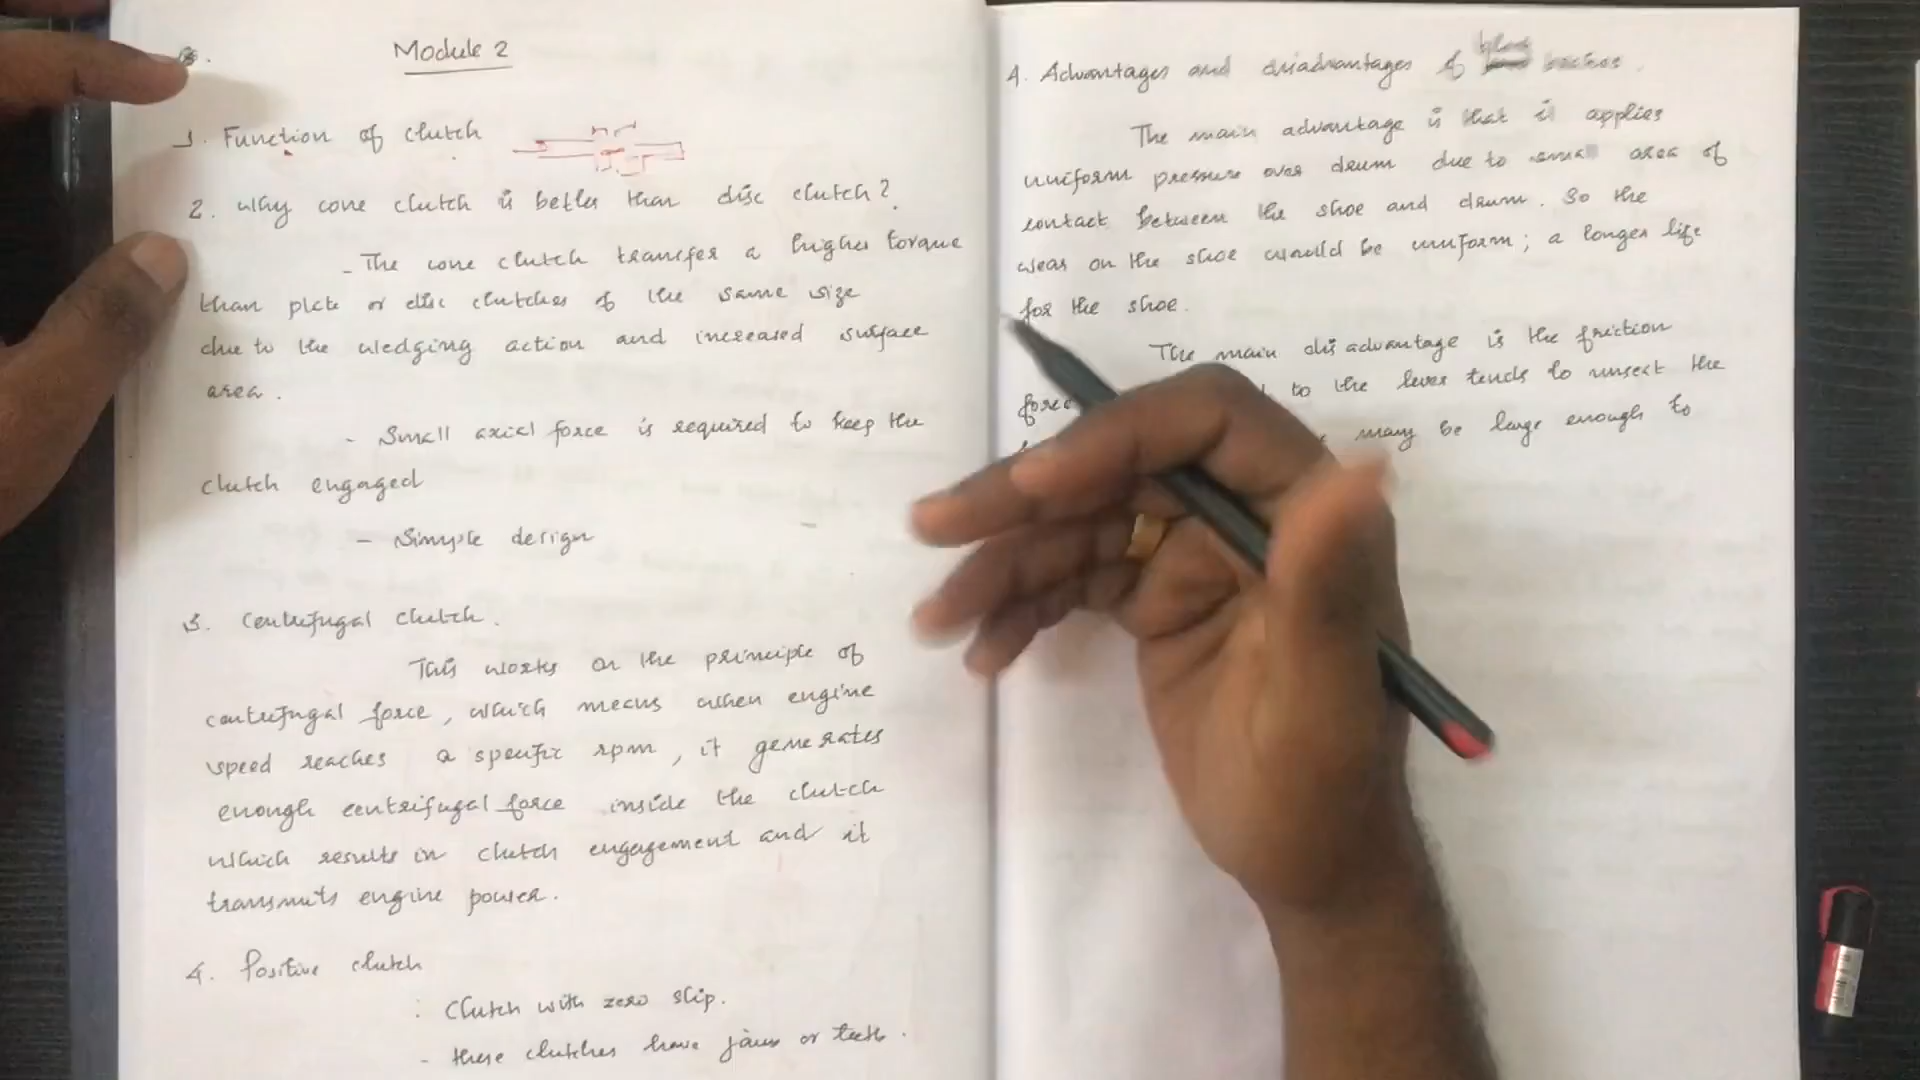 Module 2
1. Function of clutch
2. Why cone clutch is better than disc clutch?
- The cone clutch transfer a higher torque
than plate or disc clutches of the same size
due to the wedging action and increased surface
area.
- Small axial force is required to keep the
clutch engaged
- Simple design
3. Centrifugal clutch.
This works on the principle of
centrifugal force, which means when engine
speed reaches a specific rpm, it generates
enough centrifugal force inside the clutch
which results in clutch engagement and it
transmits engine power.
4. Positive clutch
: Clutch with zero slip.
- these clutches have jaws or teeth.
4. Advantages and disadvantages of
The main advantage is that it applies
uniform pressure over drum due to small area of
contact between the shoe and drum. So the
wear on the shoe would be uniform; a longer life
for the shoe.
The main disadvantage is the friction
force to the lever tends to unseat the
may be large enough to